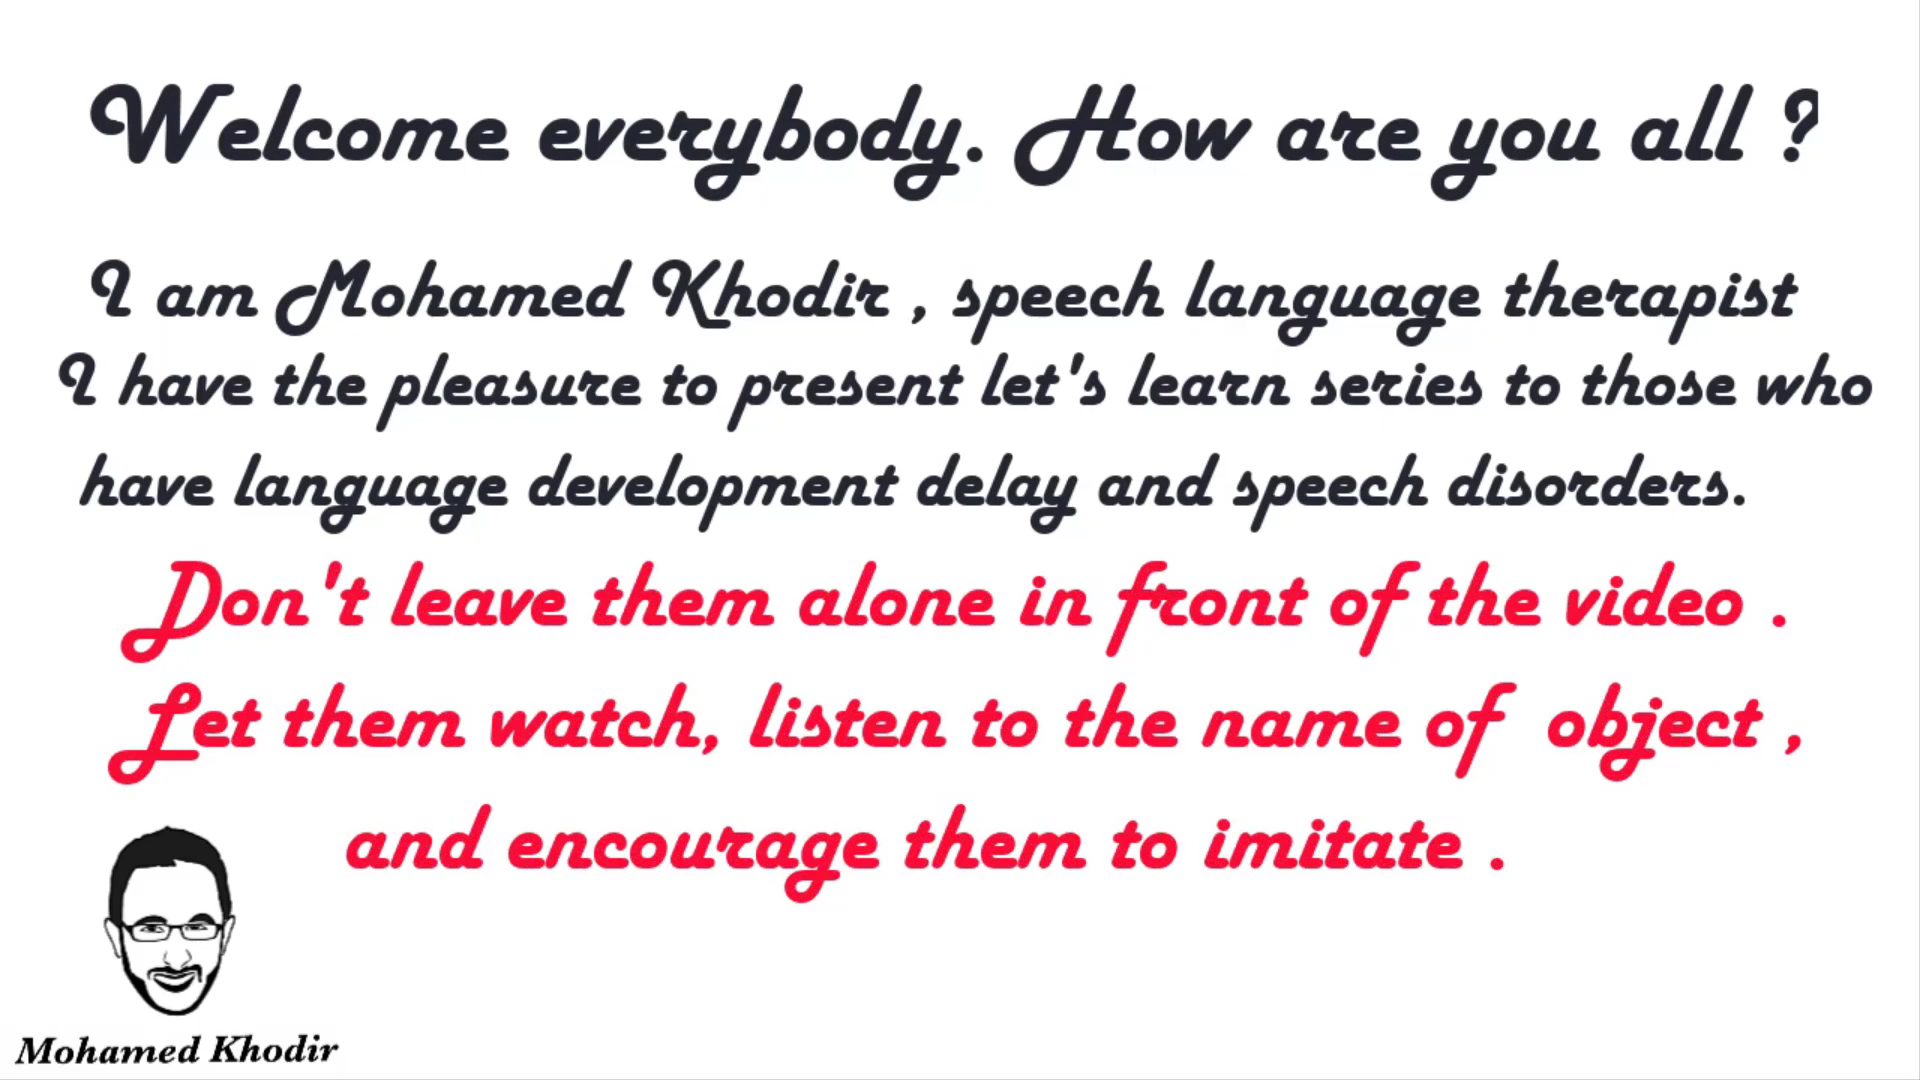 Welcome everybody. How are you all ?
I am Mohamed Khodir , speech language therapist
I have the pleasure to present let's learn series to those who
have language development delay and speech disorders.
Don't leave them alone in front of the video .
Let them watch, listen to the name of object ,
and encourage them to imitate .
Mohamed Khodir